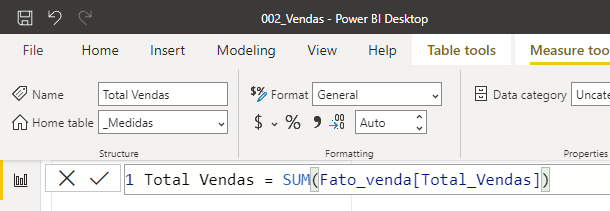 002_Vendas - Power BI Desktop
File Home Insert Modeling View Help Table tools Measure too
Name Total Vendas $% Format General Data category Uncate
Home table _Medidas $ % 9 .00 Auto
Structure Formatting Properties
1 Total Vendas = SUM(Fato_venda[Total_Vendas])